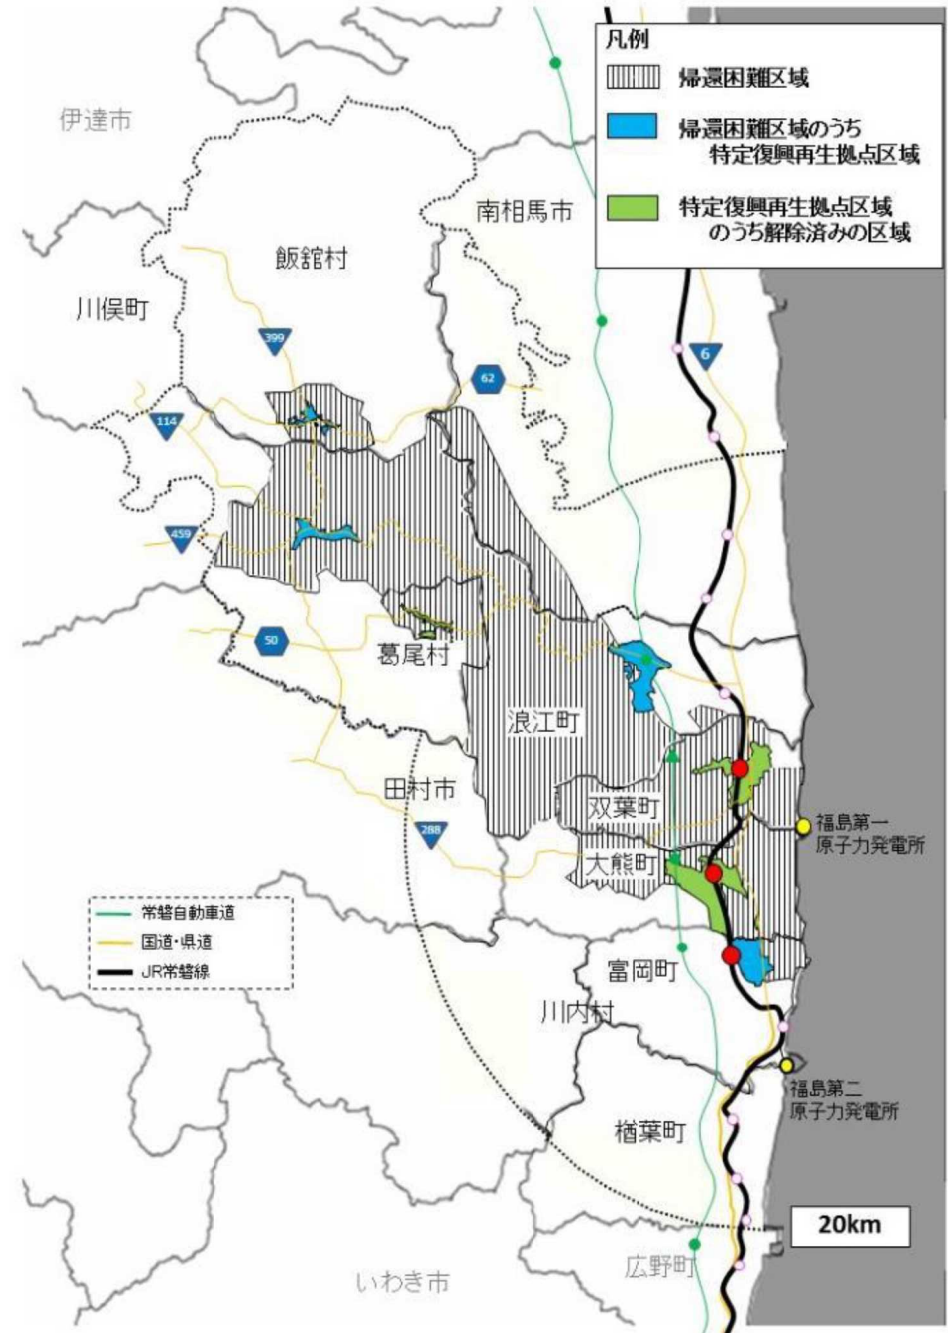 凡例
帰還困難区域
帰還困難区域のうち
特定復興再生拠点区域
特定復興再生拠点区域
のうち解除済みの区域
伊達市
南相馬市
飯舘村
川俣町
399
6
62
114
459
50
葛尾村
浪江町
田村市
双葉町
288
福島第一
原子力発電所
大熊町
常磐自動車道
国道・県道
JR常磐線
富岡町
川内村
福島第二
原子力発電所
楢葉町
20km
広野町
いわき市